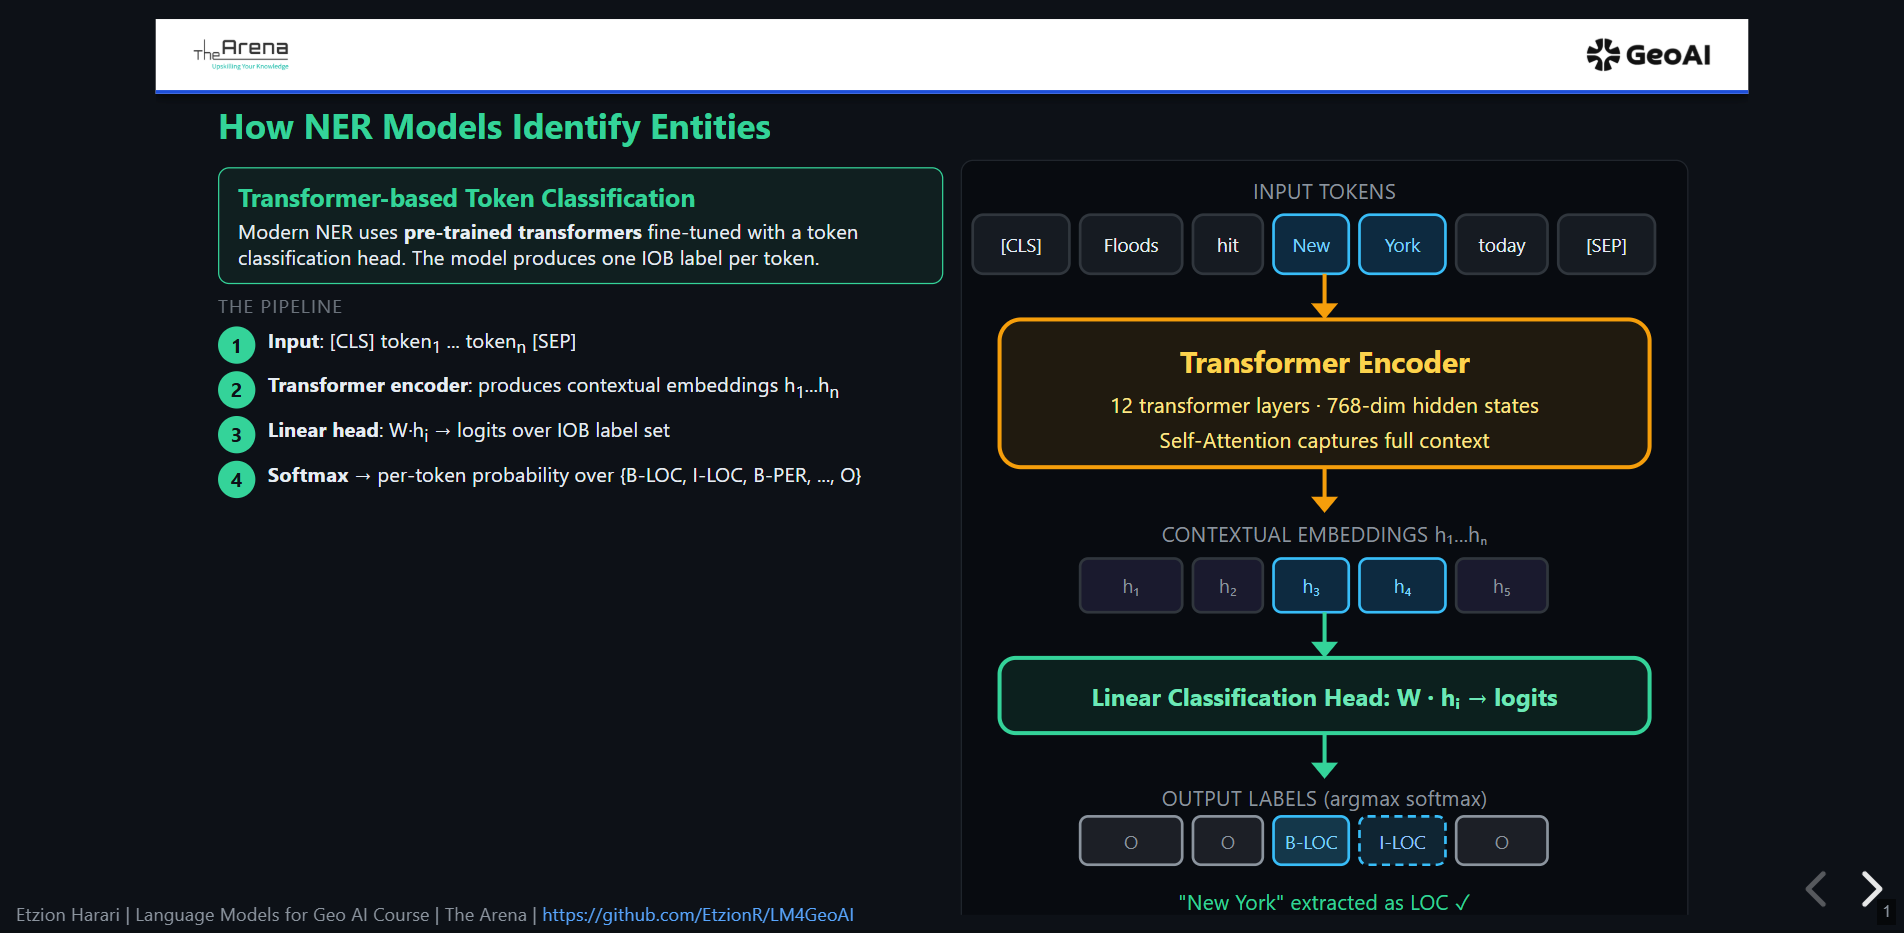 The Arena
Upskilling Your Knowledge
GeoAI
How NER Models Identify Entities
Transformer-based Token Classification
Modern NER uses pre-trained transformers fine-tuned with a token
classification head. The model produces one IOB label per token.
THE PIPELINE
1 Input: [CLS] token₁ ... tokenₙ [SEP]
2 Transformer encoder: produces contextual embeddings h₁...hₙ
3 Linear head: W·hᵢ → logits over IOB label set
4 Softmax → per-token probability over {B-LOC, I-LOC, B-PER, ..., O}
INPUT TOKENS
[CLS] Floods hit New York today [SEP]
Transformer Encoder
12 transformer layers · 768-dim hidden states
Self-Attention captures full context
CONTEXTUAL EMBEDDINGS h₁...hₙ
h₁ h₂ h₃ h₄ h₅
Linear Classification Head: W · hᵢ → logits
OUTPUT LABELS (argmax softmax)
O O B-LOC I-LOC O
"New York" extracted as LOC ✓
Etzion Harari | Language Models for Geo AI Course | The Arena | https://github.com/EtzionR/LM4GeoAI
1